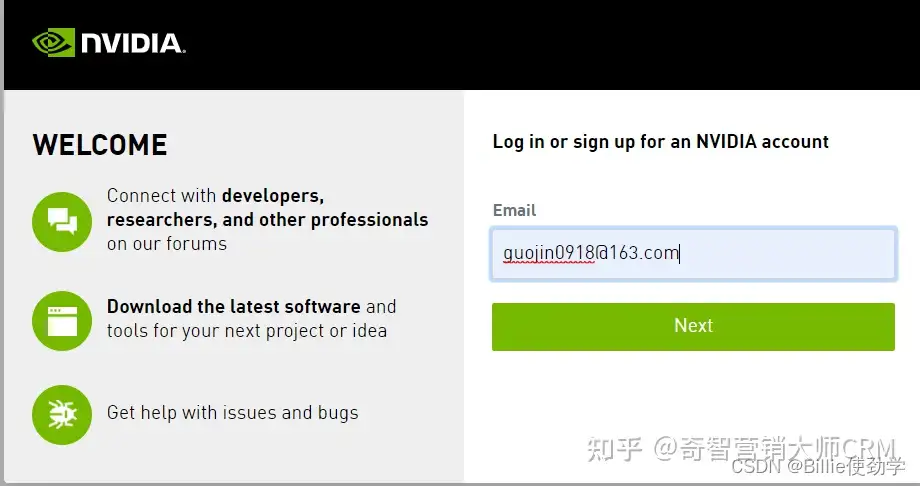 NVIDIA.
WELCOME
Connect with developers,
researchers, and other professionals
on our forums
Download the latest software and
tools for your next project or idea
Get help with issues and bugs
Log in or sign up for an NVIDIA account
Email
guojin0918@163.com
Next
知乎 @奇智营销大师CRM
CSDN @Billie使劲学